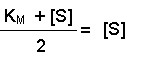 K_M + [S]
2
= [S]